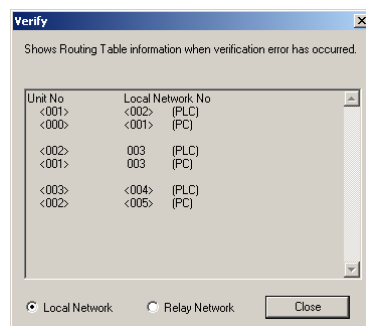 Verify
Shows Routing Table information when verification error has occurred.
Unit No Local Network No
<001> <002> (PLC)
<000> <001> (PC)
<002> 003 (PLC)
<001> 003 (PC)
<003> <004> (PLC)
<002> <005> (PC)
Local Network Relay Network Close